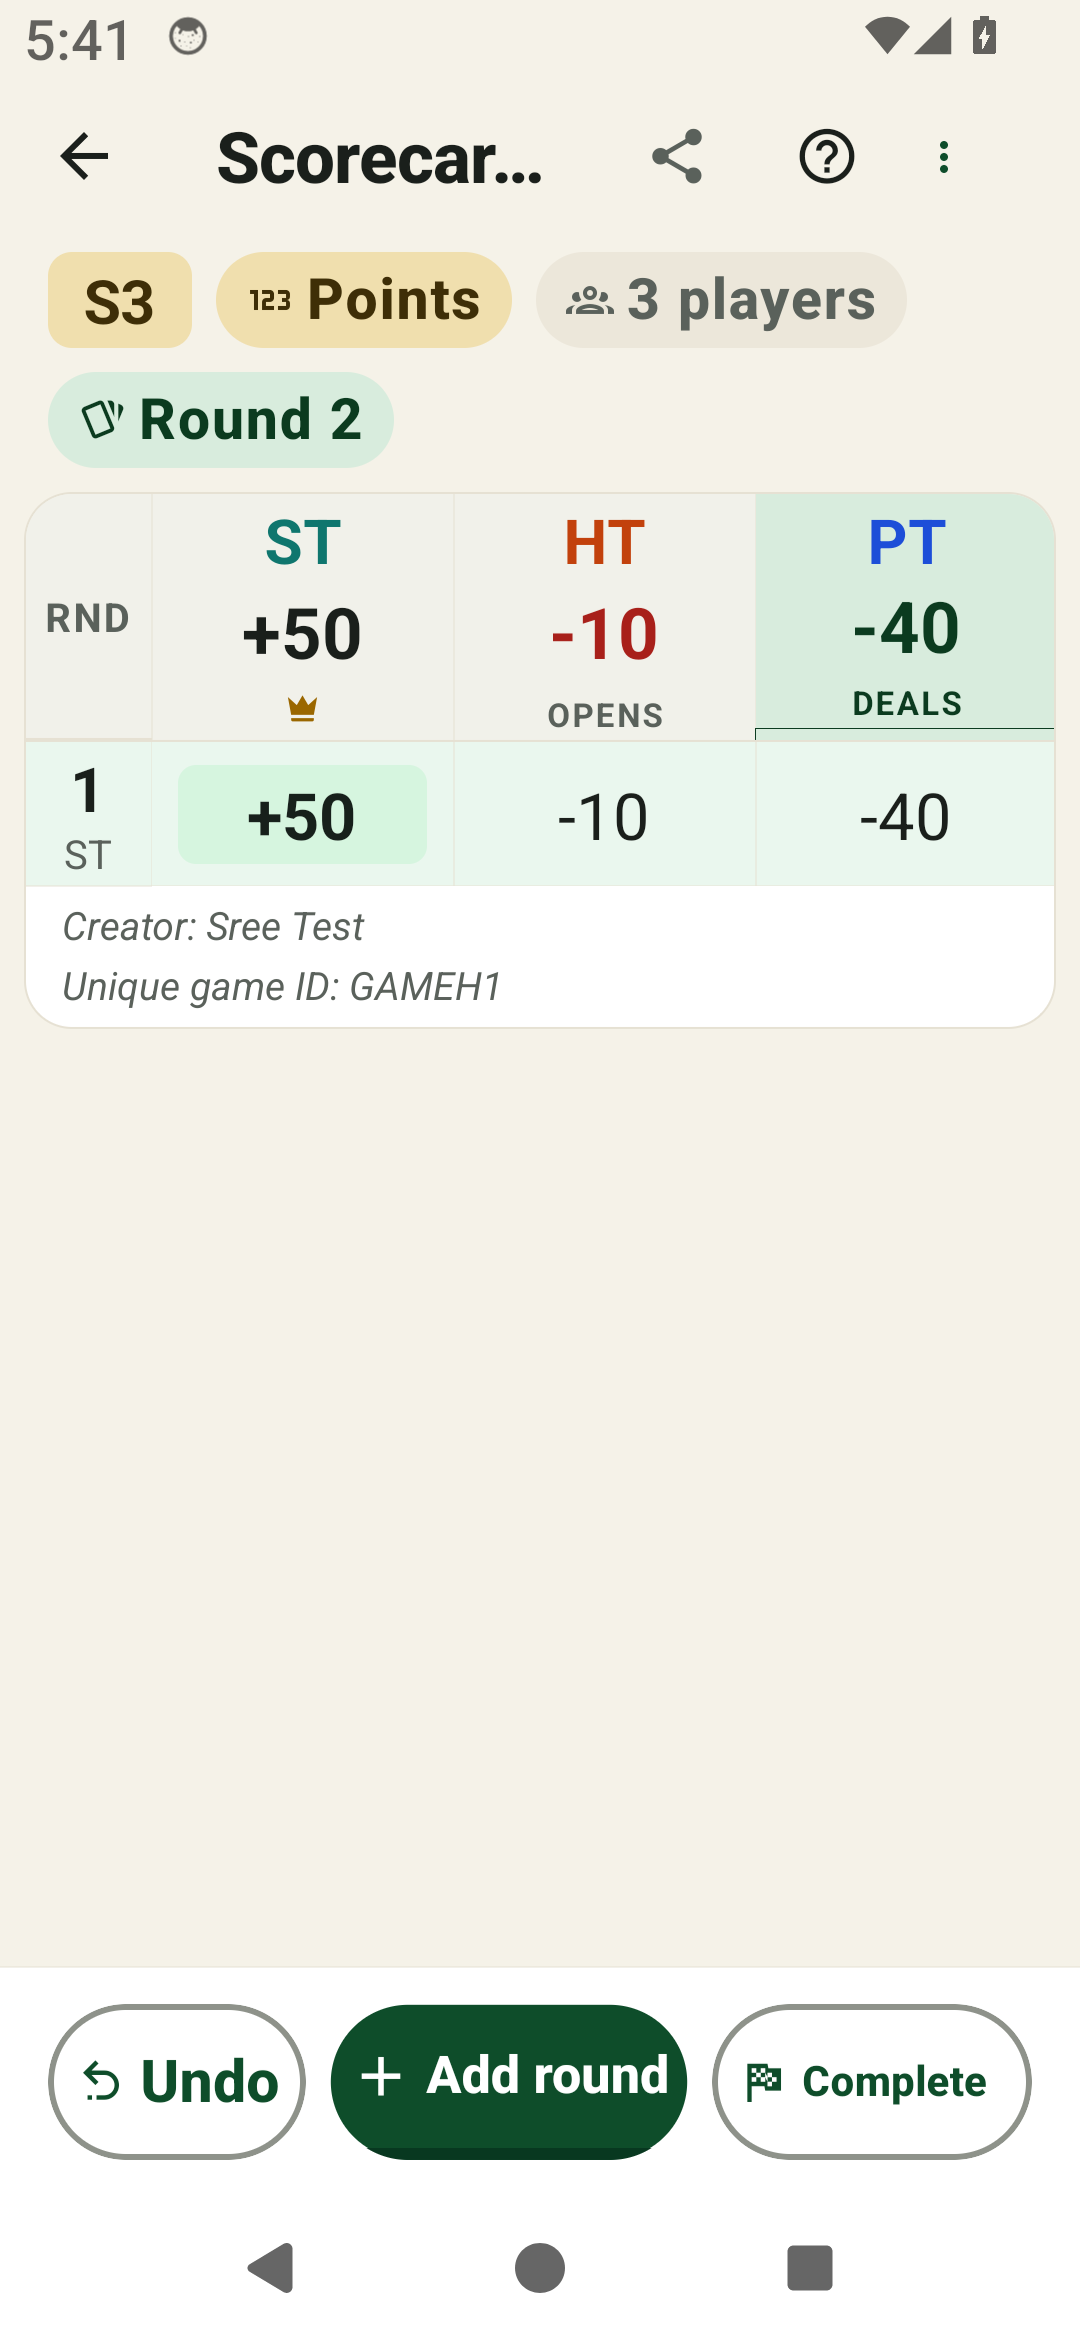 5:41
Scorecar...
S3
123 Points
3 players
Round 2
RND
ST
HT
PT
+50
-10
-40
OPENS
DEALS
1
ST
+50
-10
-40
Creator: Sree Test
Unique game ID: GAMEH1
Undo
+ Add round
Complete